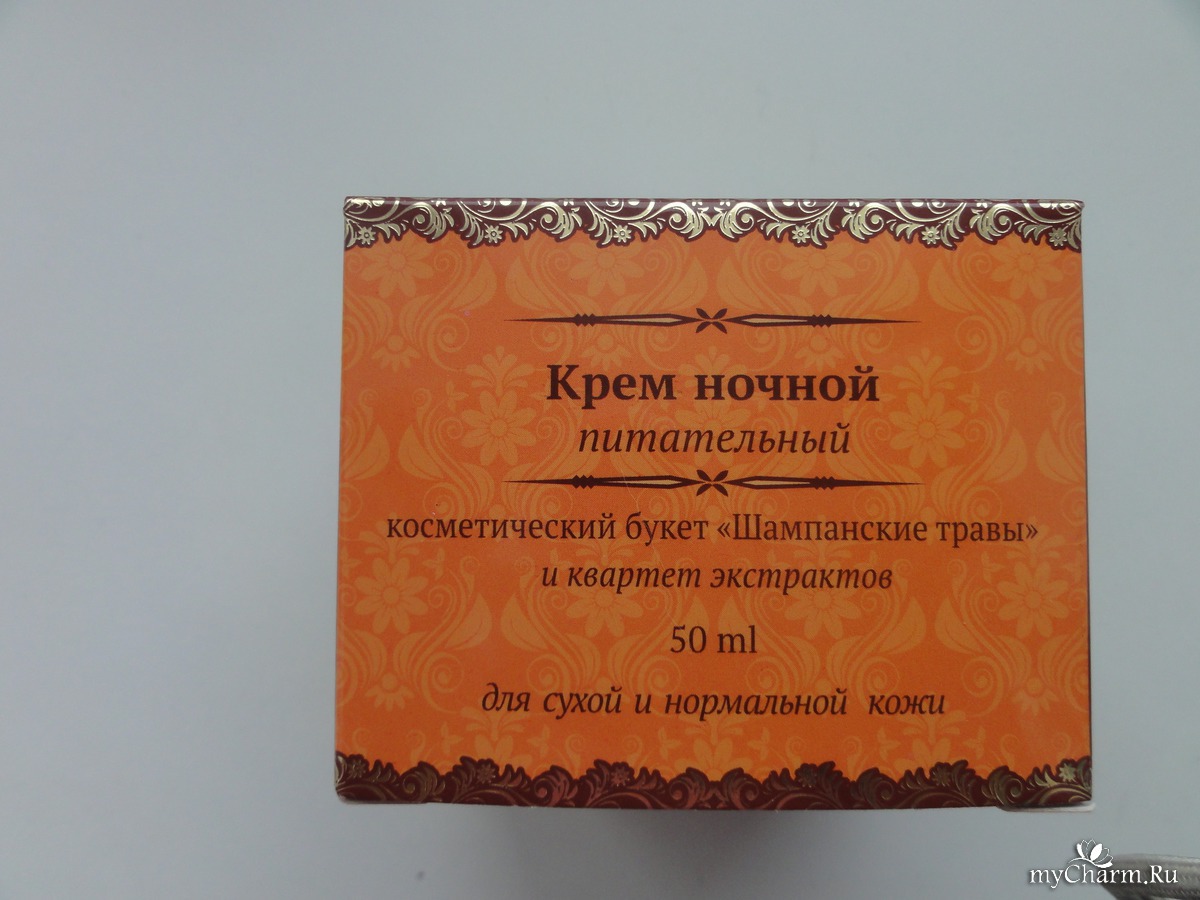 Крем ночной
питательный
косметический букет «Шампанские травы»
и квартет экстрактов
50 ml
для сухой и нормальной кожи
myCharm.Ru